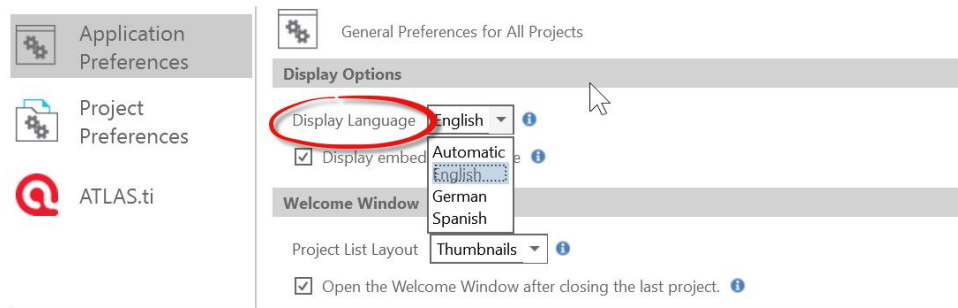 Application
Preferences
Project
Preferences
ATLAS.ti
General Preferences for All Projects
Display Options
Display Language English
Automatic
English
German
Spanish
Display
Welcome Window
Project List Layout Thumbnails
Open the Welcome Window after closing the last project.